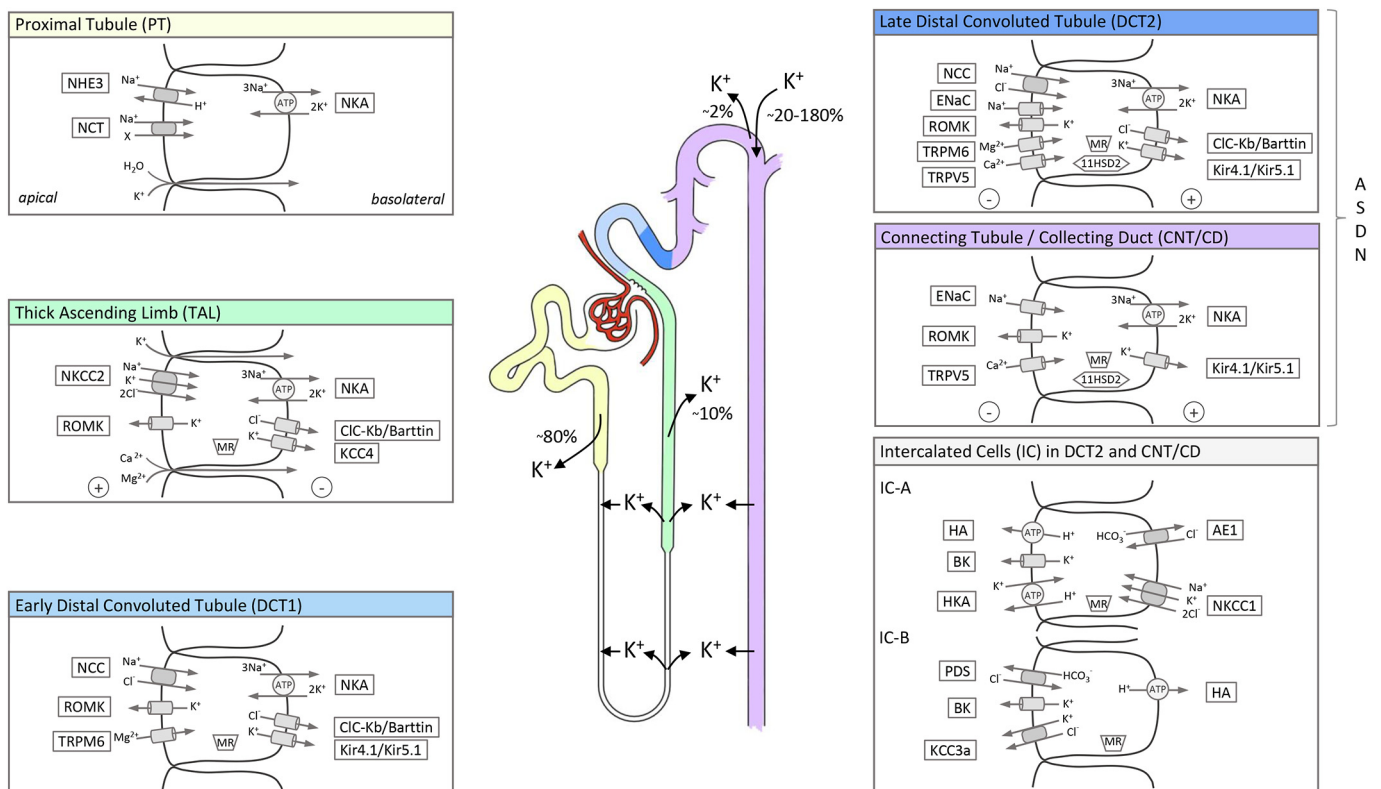 Proximal Tubule (PT)
NHE3
Na⁺
H⁺
NCT
Na⁺
X
3Na⁺
ATP
2K⁺
NKA
H₂O
K⁺
apical
basolateral
Thick Ascending Limb (TAL)
K⁺
NKCC2
Na⁺
K⁺
2Cl⁻
3Na⁺
ATP
2K⁺
NKA
ROMK
K⁺
Cl⁻
K⁺
ClC-Kb/Barttin
KCC4
MR
Ca²⁺
Mg²⁺
+
-
Early Distal Convoluted Tubule (DCT1)
NCC
Na⁺
Cl⁻
3Na⁺
ATP
2K⁺
NKA
ROMK
K⁺
TRPM6
Mg²⁺
MR
Cl⁻
K⁺
ClC-Kb/Barttin
Kir4.1/Kir5.1
K⁺
~2%
K⁺
~20-180%
K⁺
~10%
~80%
K⁺
K⁺
K⁺
K⁺
K⁺
Late Distal Convoluted Tubule (DCT2)
NCC
Na⁺
Cl⁻
ENaC
Na⁺
ROMK
K⁺
TRPM6
Mg²⁺
TRPV5
Ca²⁺
3Na⁺
ATP
2K⁺
NKA
MR
11HSD2
Cl⁻
K⁺
ClC-Kb/Barttin
Kir4.1/Kir5.1
-
+
Connecting Tubule / Collecting Duct (CNT/CD)
ENaC
Na⁺
ROMK
K⁺
TRPV5
Ca²⁺
3Na⁺
ATP
2K⁺
NKA
MR
11HSD2
K⁺
Kir4.1/Kir5.1
-
+
A
S
D
N
Intercalated Cells (IC) in DCT2 and CNT/CD
IC-A
HA
ATP
H⁺
BK
K⁺
HKA
K⁺
ATP
H⁺
MR
HCO₃⁻
Cl⁻
AE1
Na⁺
K⁺
2Cl⁻
NKCC1
IC-B
PDS
Cl⁻
HCO₃⁻
BK
K⁺
KCC3a
K⁺
Cl⁻
MR
H⁺
ATP
HA